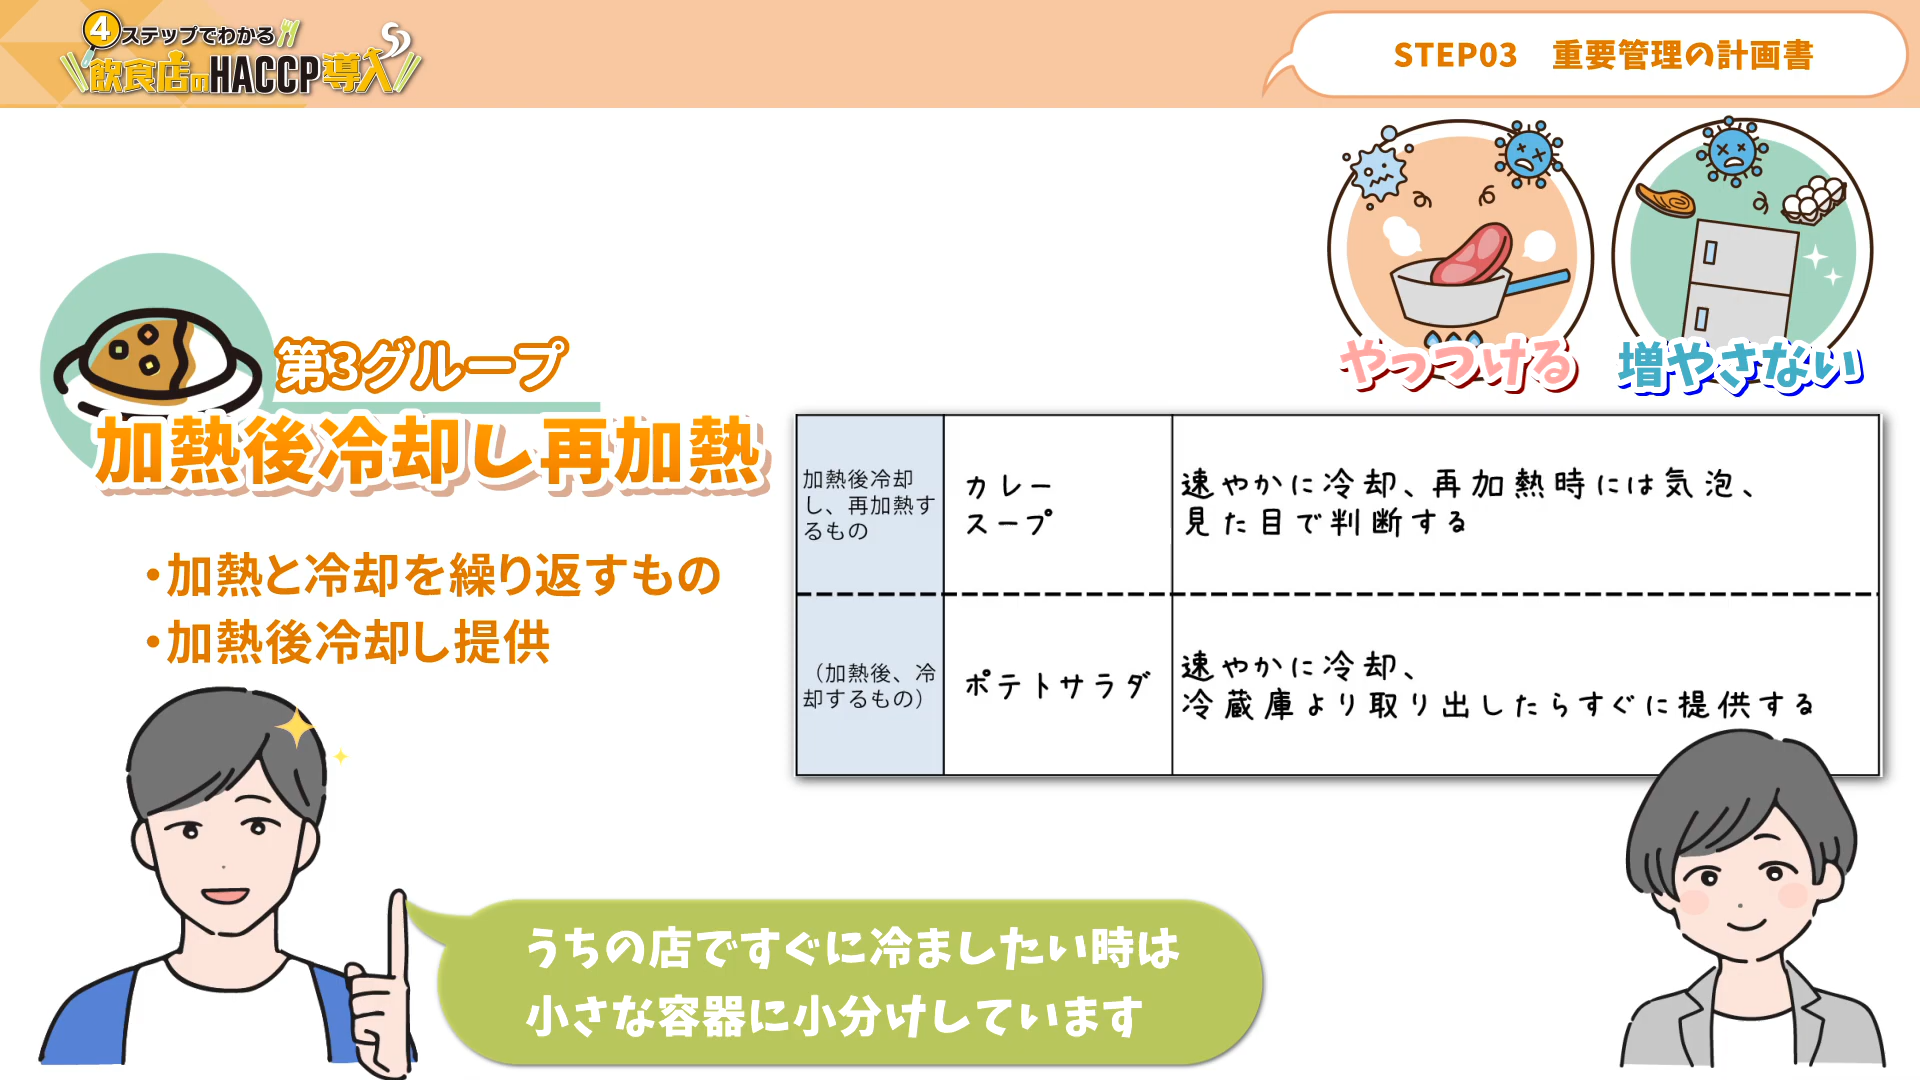 4ステップでわかる
飲食店のHACCP導入
STEP03 重要管理の計画書
やっつける
増やさない
第3グループ
加熱後冷却し再加熱
・加熱と冷却を繰り返すもの
・加熱後冷却し提供
加熱後冷却
し、再加熱す
るもの
カレー
スープ
速やかに冷却、再加熱時には気泡、
見た目で判断する
（加熱後、冷
却するもの）
ポテトサラダ
速やかに冷却、
冷蔵庫より取り出したらすぐに提供する
うちの店ですぐに冷ましたい時は
小さな容器に小分けしています